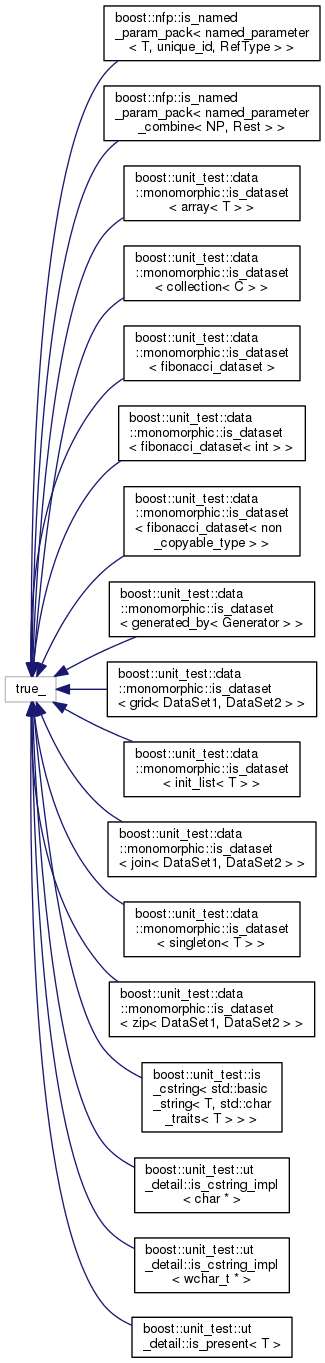 boost::nfp::is_named
_param_pack< named_parameter
< T, unique_id, RefType > >
boost::nfp::is_named
_param_pack< named_parameter
_combine< NP, Rest > >
boost::unit_test::data
::monomorphic::is_dataset
< array< T > >
boost::unit_test::data
::monomorphic::is_dataset
< collection< C > >
boost::unit_test::data
::monomorphic::is_dataset
< fibonacci_dataset >
boost::unit_test::data
::monomorphic::is_dataset
< fibonacci_dataset< int > >
boost::unit_test::data
::monomorphic::is_dataset
< fibonacci_dataset< non
_copyable_type > >
boost::unit_test::data
::monomorphic::is_dataset
< generated_by< Generator > >
true_
boost::unit_test::data
::monomorphic::is_dataset
< grid< DataSet1, DataSet2 > >
boost::unit_test::data
::monomorphic::is_dataset
< init_list< T > >
boost::unit_test::data
::monomorphic::is_dataset
< join< DataSet1, DataSet2 > >
boost::unit_test::data
::monomorphic::is_dataset
< singleton< T > >
boost::unit_test::data
::monomorphic::is_dataset
< zip< DataSet1, DataSet2 > >
boost::unit_test::is
_cstring< std::basic
_string< T, std::char
_traits< T > > >
boost::unit_test::ut
_detail::is_cstring_impl
< char * >
boost::unit_test::ut
_detail::is_cstring_impl
< wchar_t * >
boost::unit_test::ut
_detail::is_present< T >